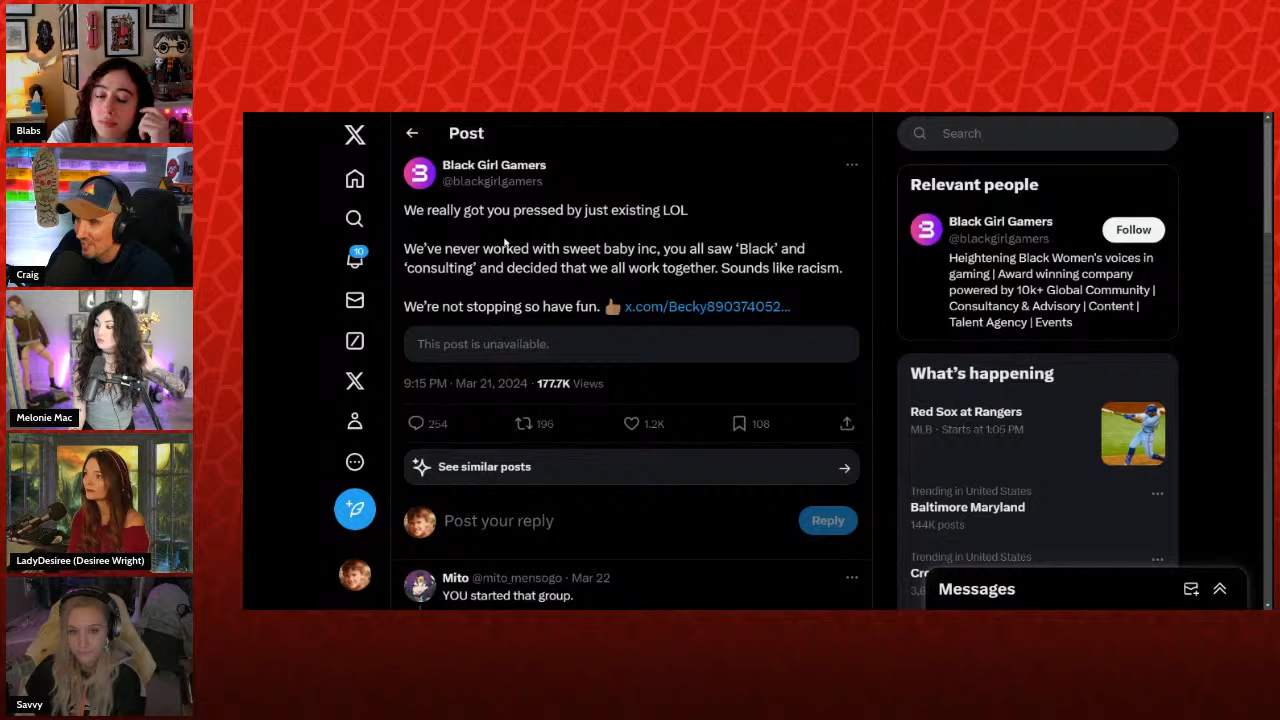 Blabs
Craig
Melonie Mac
LadyDesiree (Desiree Wright)
Savvy
10
Post
Black Girl Gamers
@blackgirlgamers
We really got you pressed by just existing LOL
We've never worked with sweet baby inc, you all saw 'Black' and
'consulting' and decided that we all work together. Sounds like racism.
We're not stopping so have fun. 👍🏽 x.com/Becky890374052…
This post is unavailable.
9:15 PM · Mar 21, 2024 · 177.7K Views
254 196 1.2K 108
See similar posts
Post your reply
Reply
Mito @mito_mensogo · Mar 22
YOU started that group.
Search
Relevant people
Black Girl Gamers
@blackgirlgamers
Follow
Heightening Black Women's voices in
gaming | Award winning company
powered by 10k+ Global Community |
Consultancy & Advisory | Content |
Talent Agency | Events
What's happening
Red Sox at Rangers
MLB · Starts at 1:05 PM
Trending in United States
Baltimore Maryland
144K posts
Trending in United States
Messages